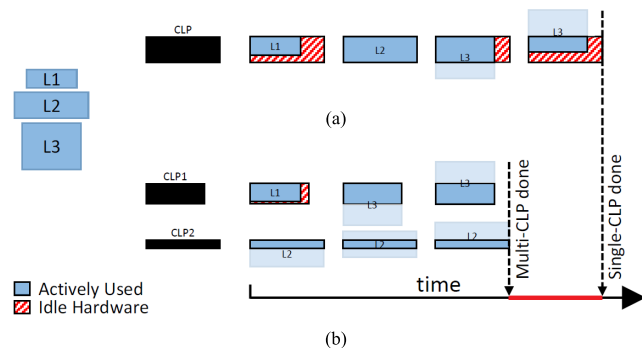 CLP
L1
L2
L3
L3
L1
L2
L3
(a)
CLP1
L1
L3
L3
CLP2
L2
L2
L2
Multi-CLP done
Single-CLP done
Actively Used
Idle Hardware
time
(b)